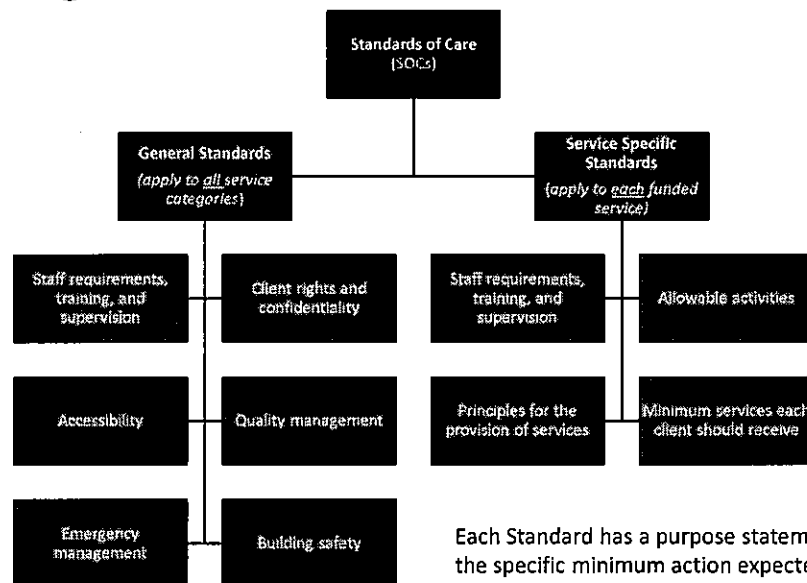 Standards of Care
(SOCs)
General Standards
(apply to all service
categories)
Service Specific
Standards
(apply to each funded
service)
Staff requirements,
training, and
supervision
Client rights and
confidentiality
Staff requirements,
training, and
supervision
Allowable activities
Accessibility
Quality management
Principles for the
provision of services
Minimum services each
client should receive
Emergency
management
Building safety
Each Standard has a purpose statem
the specific minimum action expect